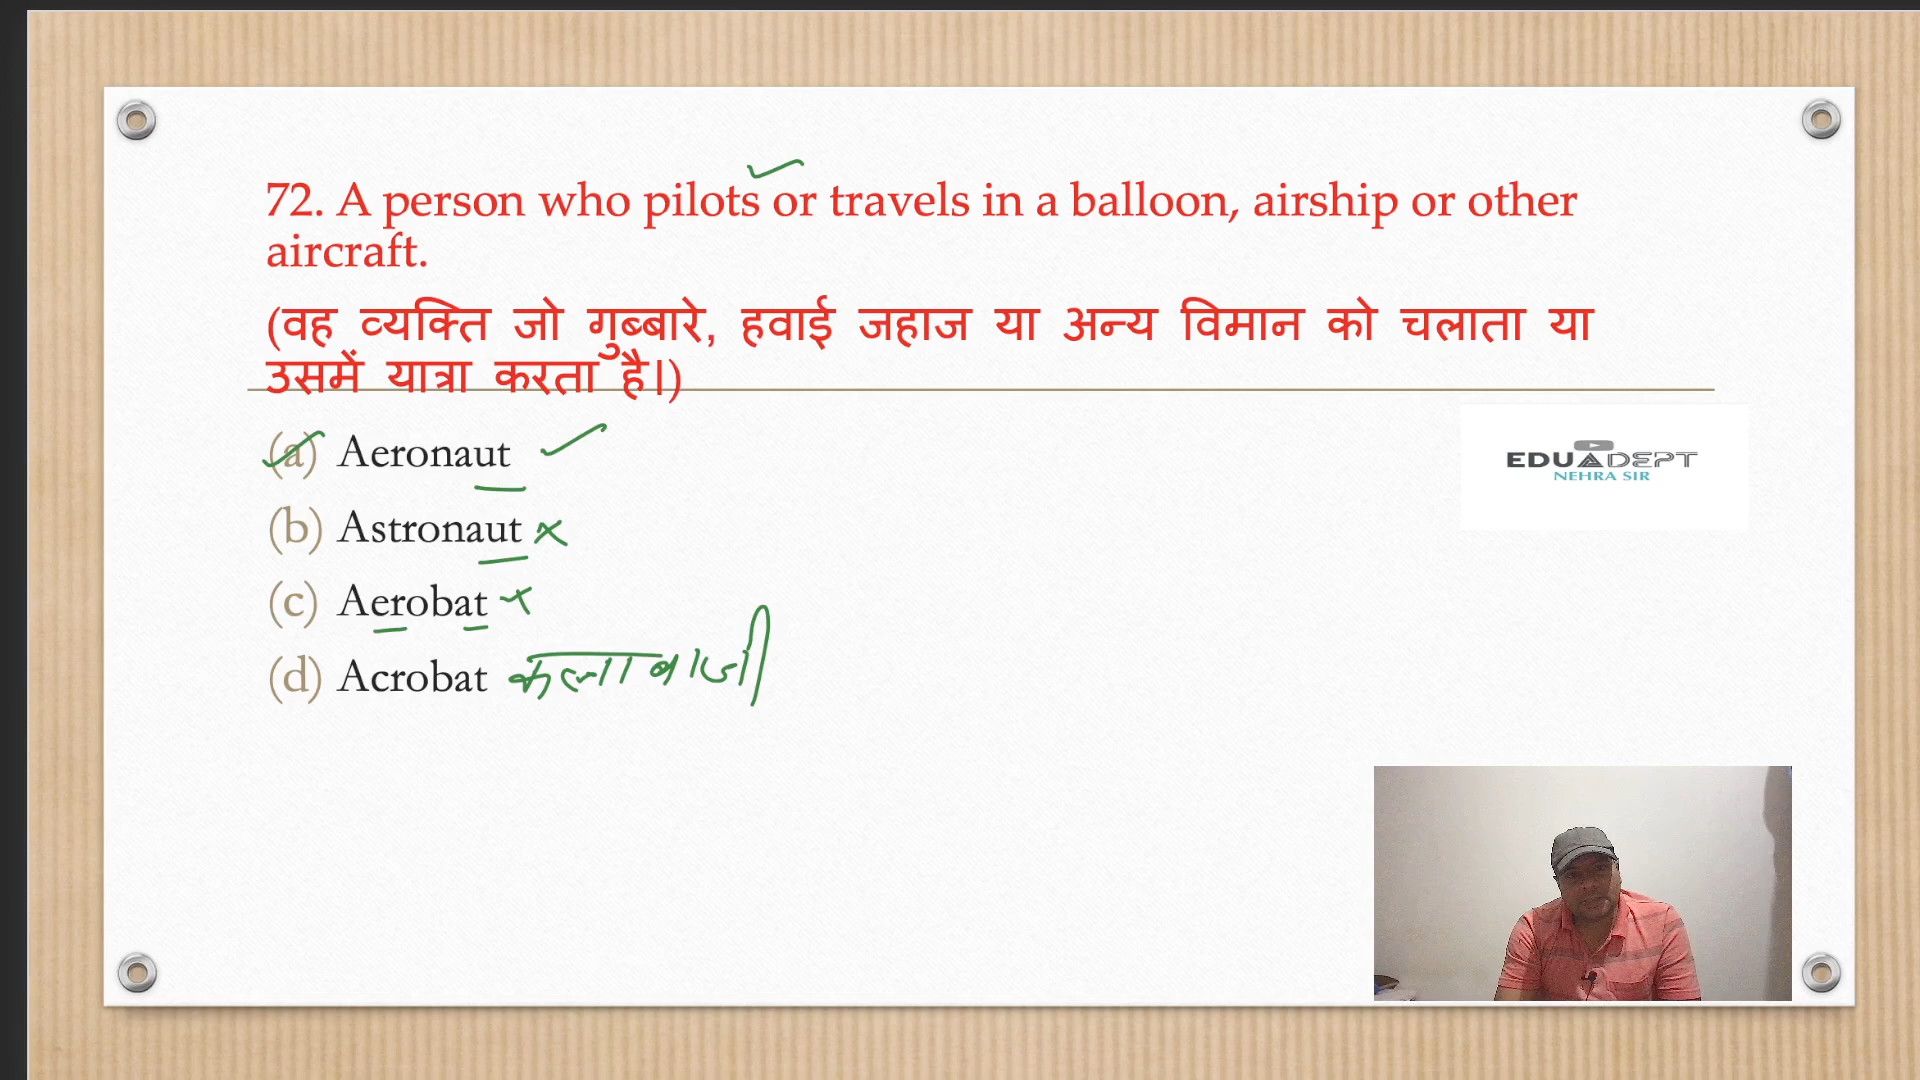 72. A person who pilots or travels in a balloon, airship or other
aircraft.
(वह व्यक्ति जो गुब्बारे, हवाई जहाज या अन्य विमान को चलाता या
उसमें यात्रा करता है।)
(a) Aeronaut
(b) Astronaut
(c) Aerobat
(d) Acrobat
EDUADEPT
NEHRA SIR